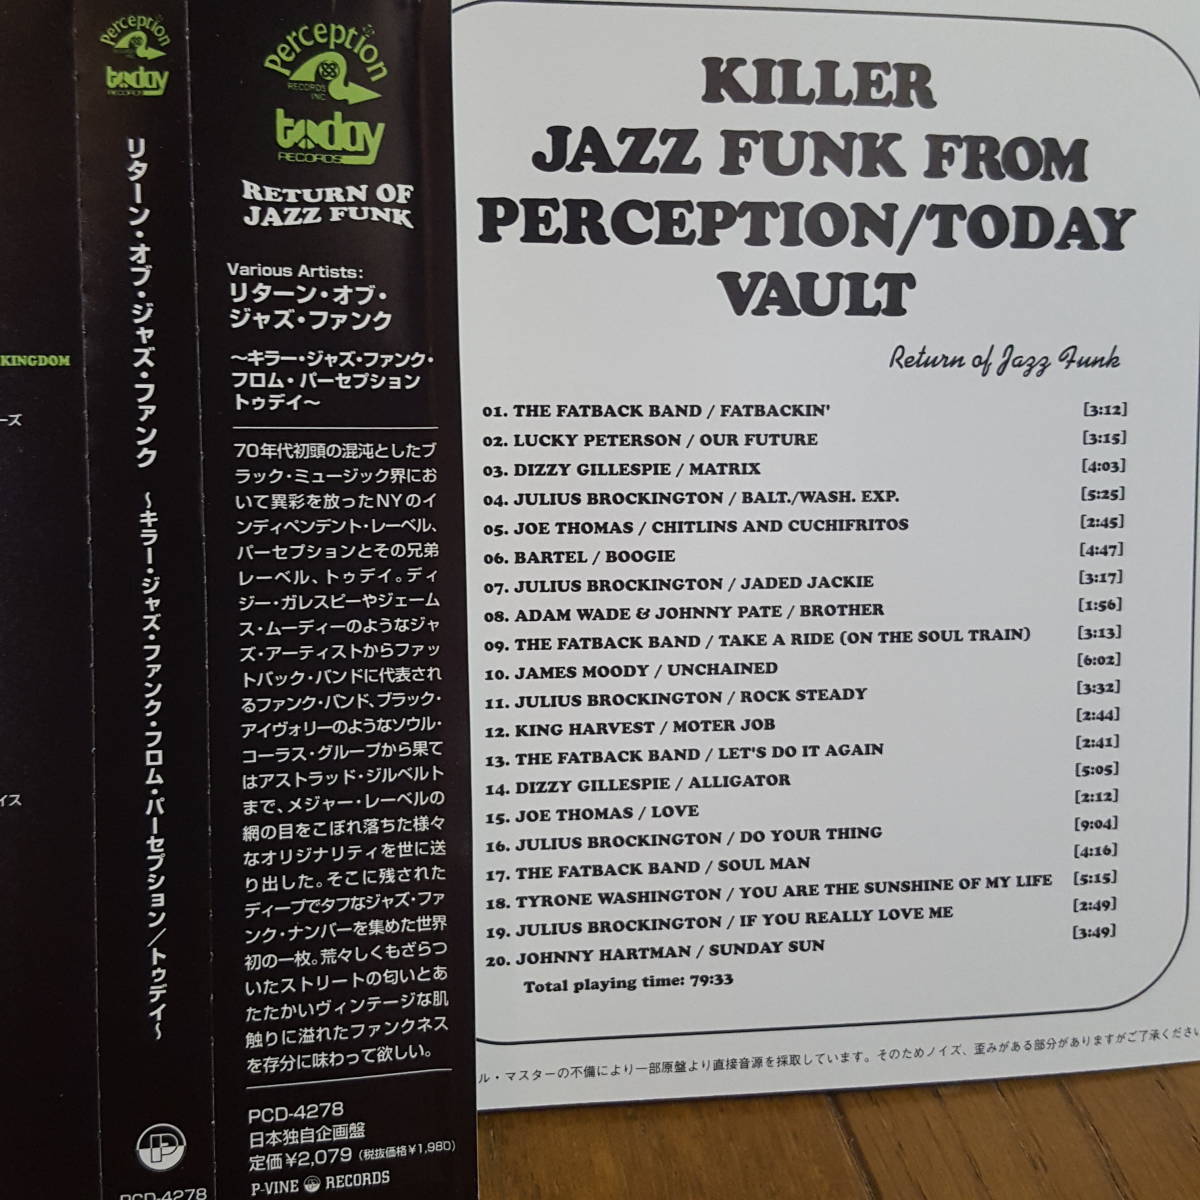 KINGDOM
ーズ
イス
Perception
today
RECORDS
リターン・オブ・ジャズ・ファンク ～キラー・ジャズ・ファンク・フロム・パーセプション／トゥデイ～
P
PCD-4278
Perception
RECORDS
INC.
today
RECORDS
RETURN OF
JAZZ FUNK
Various Artists:
リターン・オブ・
ジャズ・ファンク
～キラー・ジャズ・ファンク・
フロム・パーセプション
トゥデイ～
70年代初頭の混沌としたブ
ラック・ミュージック界にお
いて異彩を放ったNYのイ
ンディペンデント・レーベル、
パーセプションとその兄弟
レーベル、トゥデイ。ディ
ジー・ガレスピーやジェーム
ス・ムーディーのようなジャ
ズ・アーティストからファッ
トバック・バンドに代表され
るファンク・バンド、ブラック・
アイヴォリーのようなソウル・
コーラス・グループから果て
はアストラッド・ジルベルト
まで、メジャー・レーベルの
網の目をこぼれ落ちた様々
なオリジナリティを世に送
り出した。そこに残された
ディープでタフなジャズ・ファ
ンク・ナンバーを集めた世界
初の一枚。荒々しくもざらつ
いたストリートの匂いとあ
たたかいヴィンテージな肌
触りに溢れたファンクネス
を存分に味わって欲しい。
PCD-4278
日本独自企画盤
定価¥2,079（税抜価格¥1,980）
P-VINE P RECORDS
KILLER
JAZZ FUNK FROM
PERCEPTION/TODAY
VAULT
Return of Jazz Funk
01. THE FATBACK BAND / FATBACKIN' [3:12]
02. LUCKY PETERSON / OUR FUTURE [3:15]
03. DIZZY GILLESPIE / MATRIX [4:03]
04. JULIUS BROCKINGTON / BALT./WASH. EXP. [5:25]
05. JOE THOMAS / CHITLINS AND CUCHIFRITOS [2:45]
06. BARTEL / BOOGIE [4:47]
07. JULIUS BROCKINGTON / JADED JACKIE [3:17]
08. ADAM WADE & JOHNNY PATE / BROTHER [1:56]
09. THE FATBACK BAND / TAKE A RIDE (ON THE SOUL TRAIN) [3:13]
10. JAMES MOODY / UNCHAINED [6:02]
11. JULIUS BROCKINGTON / ROCK STEADY [3:32]
12. KING HARVEST / MOTER JOB [2:44]
13. THE FATBACK BAND / LET'S DO IT AGAIN [2:41]
14. DIZZY GILLESPIE / ALLIGATOR [5:05]
15. JOE THOMAS / LOVE [2:12]
16. JULIUS BROCKINGTON / DO YOUR THING [9:04]
17. THE FATBACK BAND / SOUL MAN [4:16]
18. TYRONE WASHINGTON / YOU ARE THE SUNSHINE OF MY LIFE [5:15]
19. JULIUS BROCKINGTON / IF YOU REALLY LOVE ME [2:49]
20. JOHNNY HARTMAN / SUNDAY SUN [3:49]
Total playing time: 79:33
ル・マスターの不備により一部原盤より直接音源を採取しています。そのためノイズ、歪みがある部分がありますがご了承ください